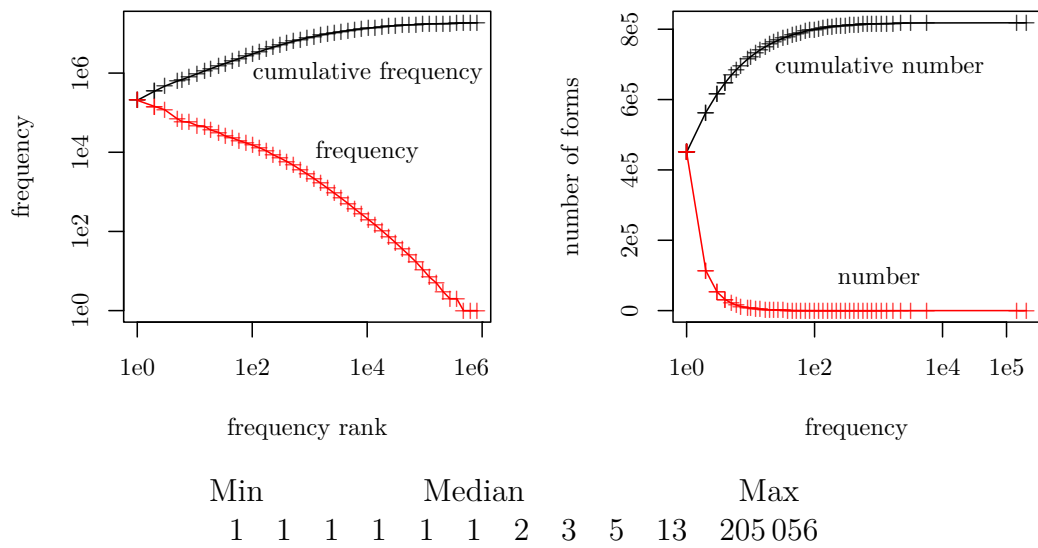 frequency
1e0 1e2 1e4 1e6
cumulative frequency
frequency
1e0 1e2 1e4 1e6
frequency rank
number of forms
0 2e5 4e5 6e5 8e5
cumulative number
number
1e0 1e2 1e4 1e5
frequency
Min Median Max
1 1 1 1 1 1 2 3 5 13 205 056